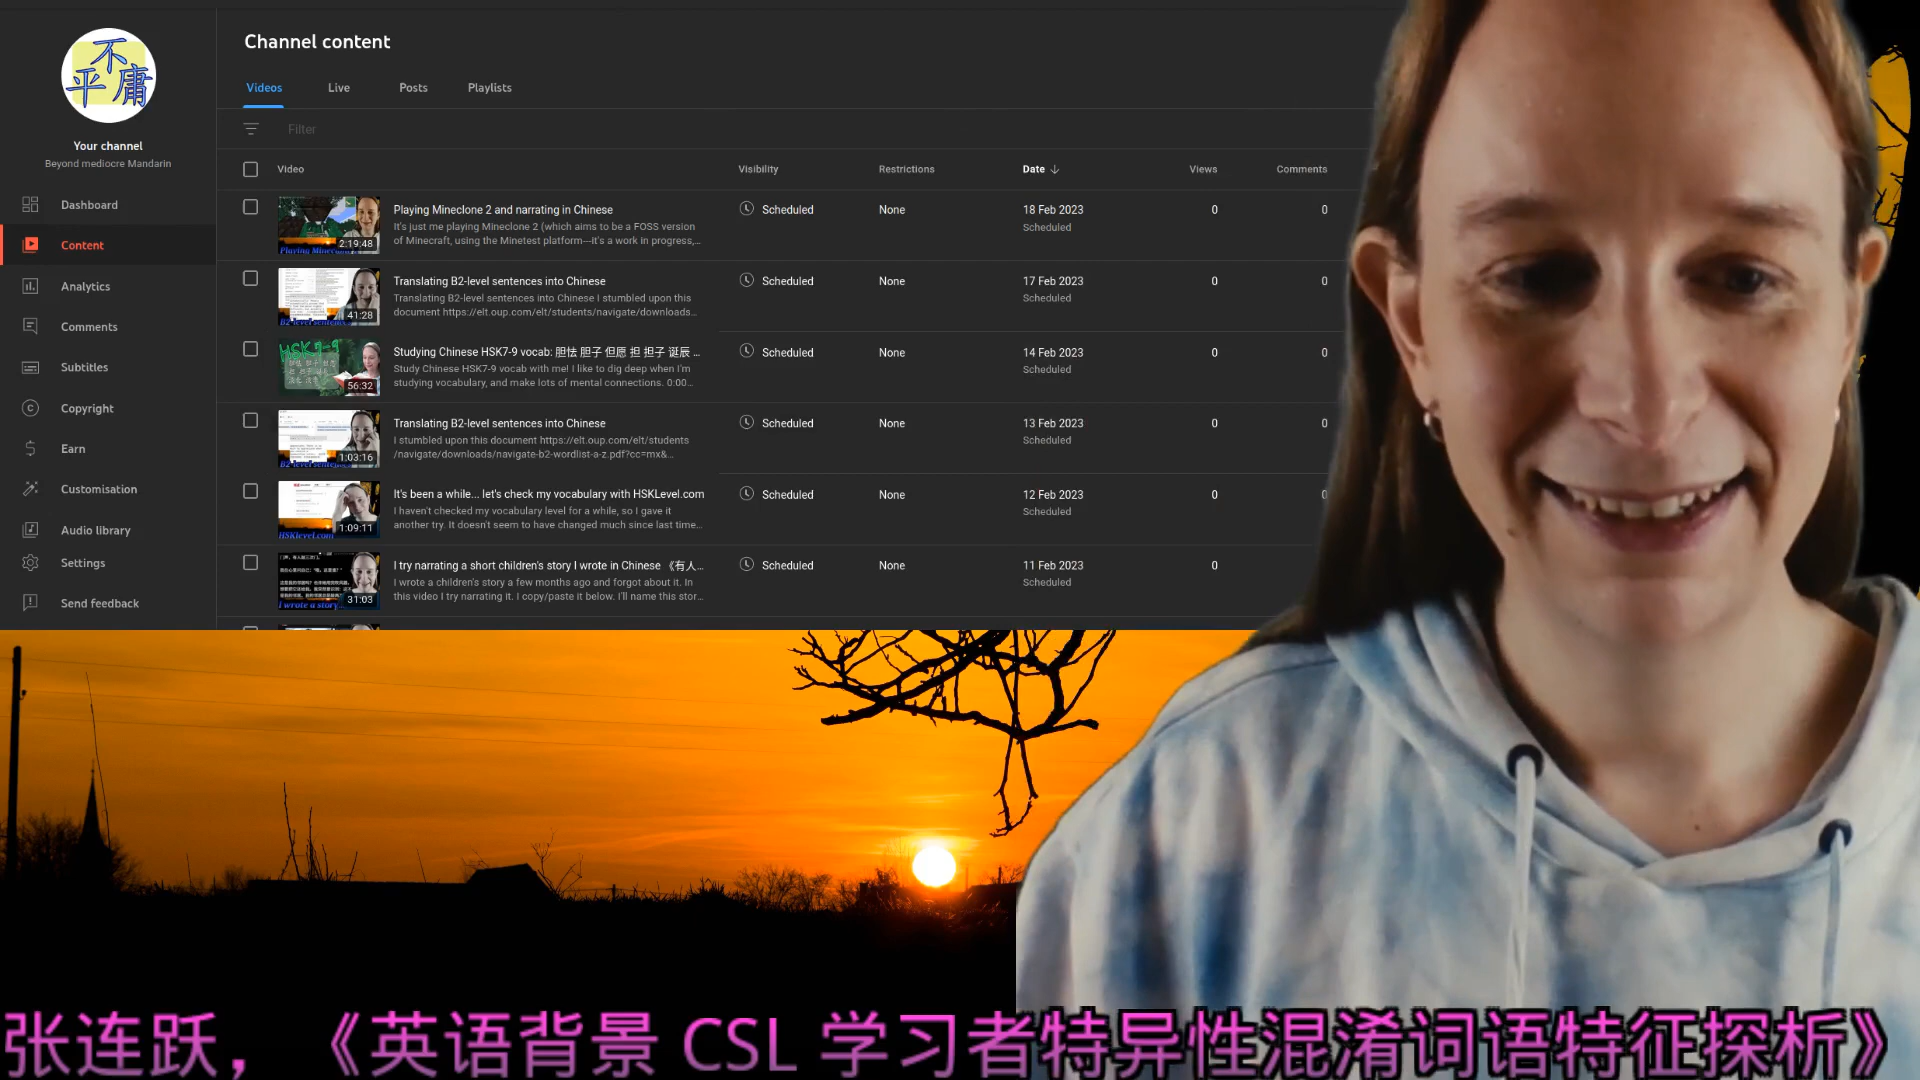 不
平庸
Your channel
Beyond mediocre Mandarin
Dashboard
Content
Analytics
Comments
Subtitles
Copyright
Earn
Customisation
Audio library
Settings
Send feedback
Channel content
Videos Live Posts Playlists
Filter
Video Visibility Restrictions Date Views Comments
Playing Mineclone 2 and narrating in Chinese
It's just me playing Mineclone 2 (which aims to be a FOSS version
of Minecraft, using the Minetest platform—it's a work in progress,...
2:19:48
Scheduled None 18 Feb 2023 0 0
Scheduled
Translating B2-level sentences into Chinese
Translating B2-level sentences into Chinese I stumbled upon this
document https://elt.oup.com/elt/students/navigate/downloads...
41:28
Scheduled None 17 Feb 2023 0 0
Scheduled
HSK7-9
Studying Chinese HSK7-9 vocab: 胆怯 胆子 但愿 担 担子 诞辰 ...
Study Chinese HSK7-9 vocab with me! I like to dig deep when I'm
studying vocabulary, and make lots of mental connections. 0:00...
56:32
Scheduled None 14 Feb 2023 0 0
Scheduled
Translating B2-level sentences into Chinese
I stumbled upon this document https://elt.oup.com/elt/students
/navigate/downloads/navigate-b2-wordlist-a-z.pdf?cc=mx&...
1:03:16
Scheduled None 13 Feb 2023 0 0
Scheduled
It's been a while... let's check my vocabulary with HSKLevel.com
I haven't checked my vocabulary level for a while, so I gave it
another try. It doesn't seem to have changed much since last time...
1:09:11
HSKlevel.com
Scheduled None 12 Feb 2023 0 0
Scheduled
I try narrating a short children's story I wrote in Chinese 《有人...
I wrote a children's story a few months ago and forgot about it. In
this video I try narrating it. I copy/paste it below. I'll name this stor...
31:03
I wrote a story
Scheduled None 11 Feb 2023 0
Scheduled
张连跃，《英语背景 CSL 学习者特异性混淆词语特征探析》